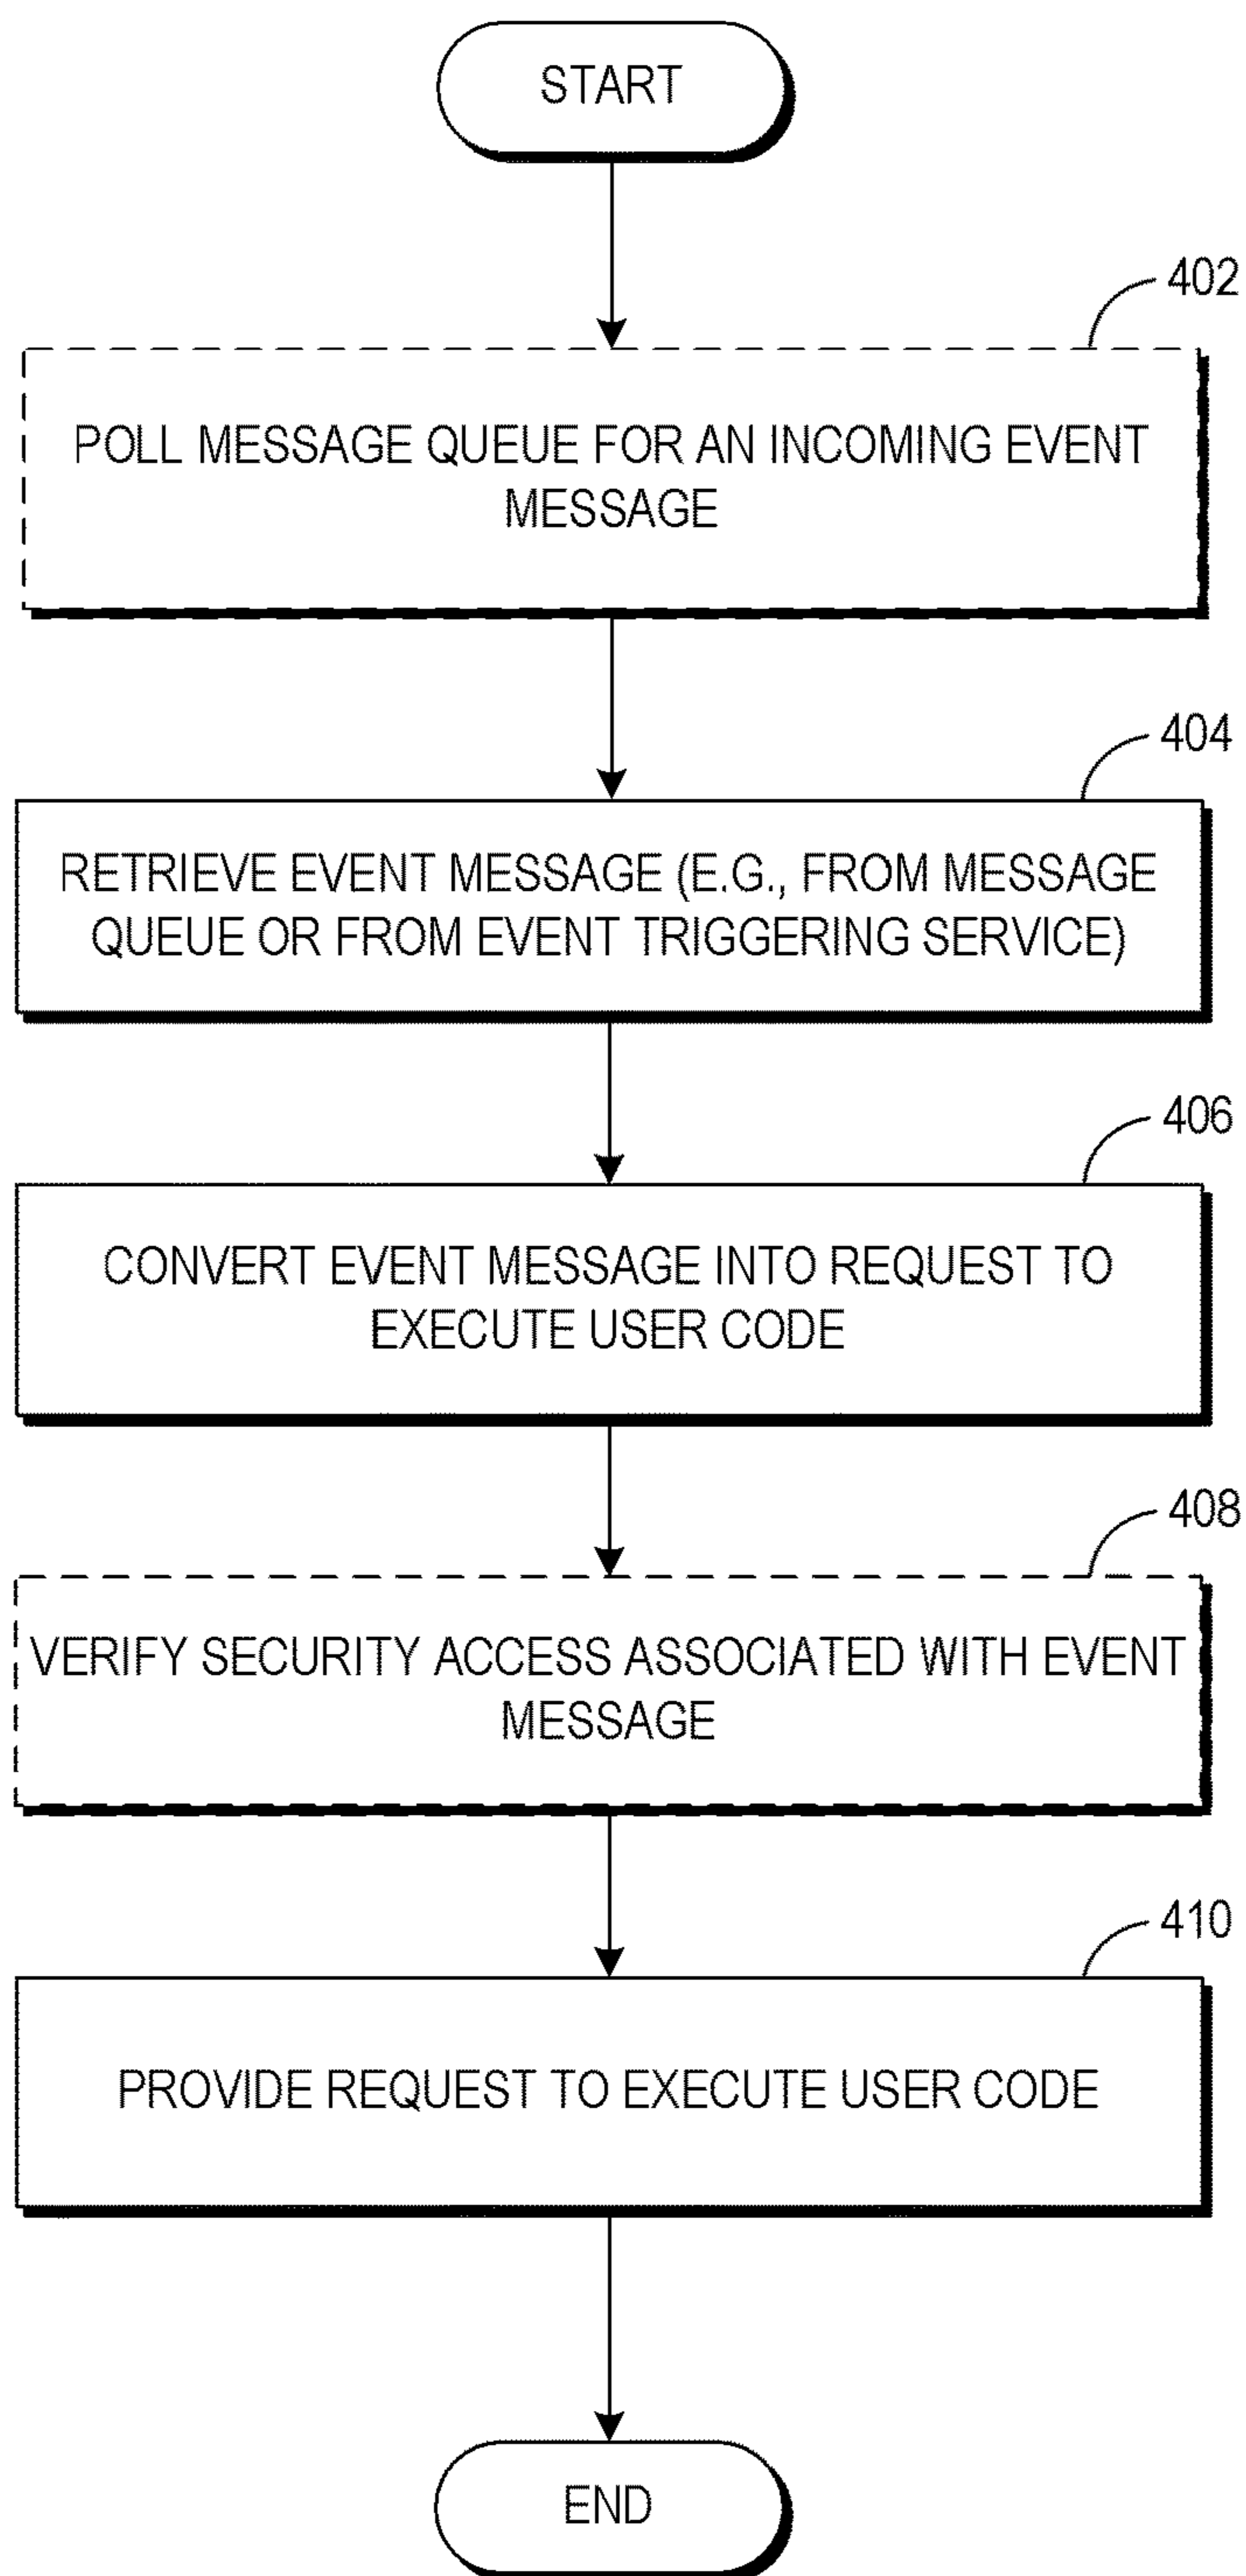 START
402
POLL MESSAGE QUEUE FOR AN INCOMING EVENT
MESSAGE
404
RETRIEVE EVENT MESSAGE (E.G., FROM MESSAGE
QUEUE OR FROM EVENT TRIGGERING SERVICE)
406
CONVERT EVENT MESSAGE INTO REQUEST TO
EXECUTE USER CODE
408
VERIFY SECURITY ACCESS ASSOCIATED WITH EVENT
MESSAGE
410
PROVIDE REQUEST TO EXECUTE USER CODE
END